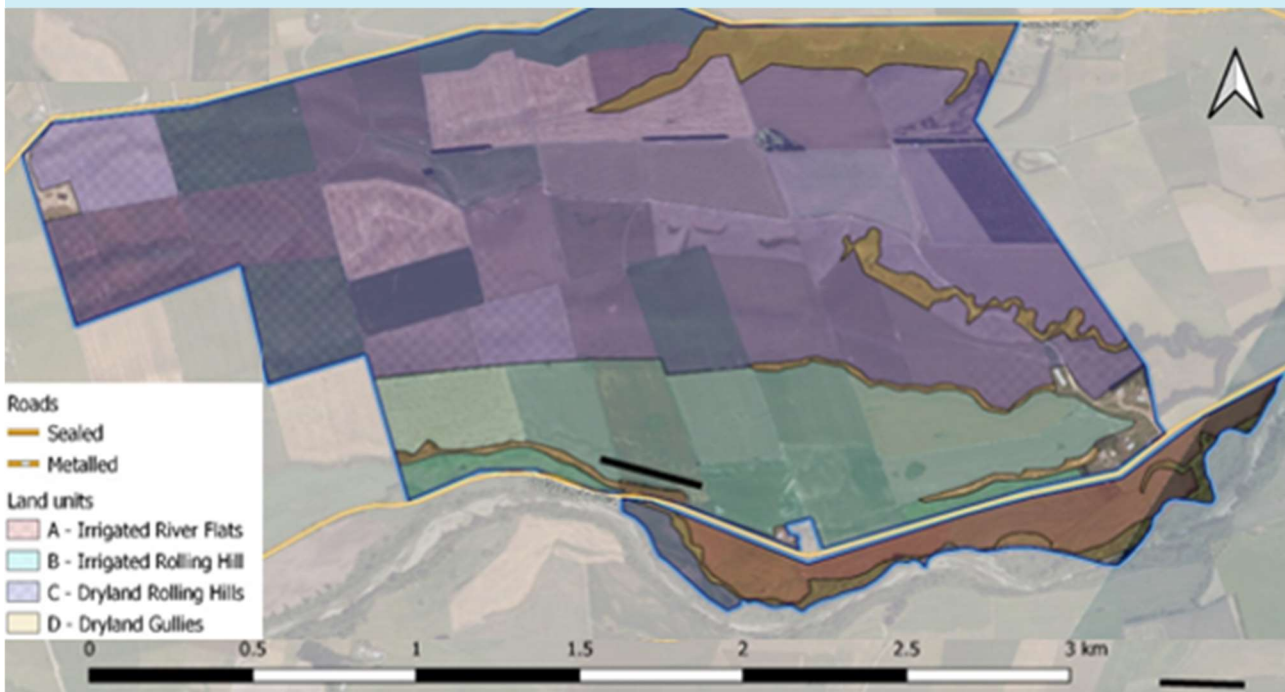 Roads
Sealed
Metalled
Land units
A - Irrigated River Flats
B - Irrigated Rolling Hill
C - Dryland Rolling Hills
D - Dryland Gullies
0 0.5 1 1.5 2 2.5 3 km